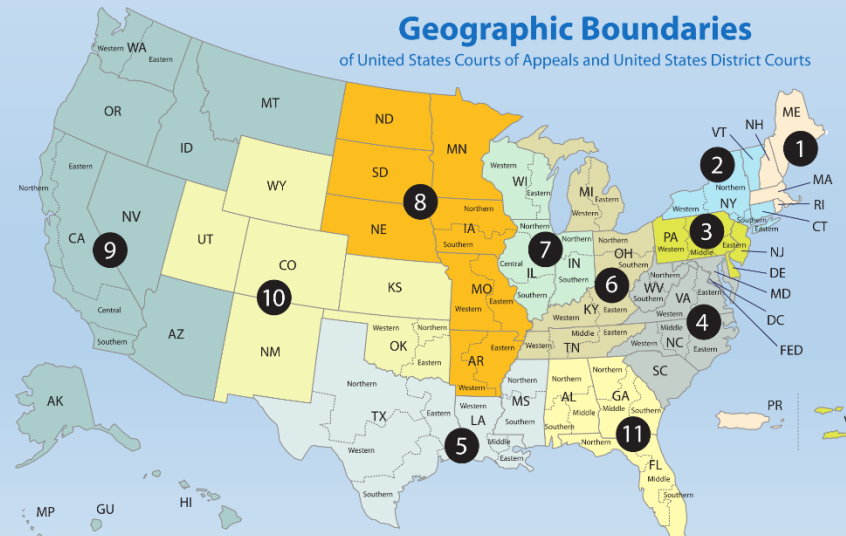 Geographic Boundaries
of United States Courts of Appeals and United States District Courts
Western WA
Eastern
OR
ID
MT
Northern
Eastern
CA
NV
9
Central
Southern
AZ
WY
UT
CO
10
KS
NM
Western
Northern
OK
Eastern
ND
SD
NE
8
MN
Northern
IA
Southern
MO
Western
Eastern
Eastern
AR
Western
Northern
TX
Eastern
Western
Southern
Western
LA
5
Middle
Eastern
Northern
MS
Southern
Western
WI
Eastern
Northern
7
Central
IL
Southern
Northern
IN
Southern
MI
Eastern
Western
Northern
OH
Southern
6
KY
Western
Eastern
Western
Middle
Eastern
TN
Northern
AL
Middle
Southern
Northern
GA
Middle
Southern
11
Northern
FL
Middle
Southern
Northern
WV
Southern
VA
Eastern
Western
4
Western
Middle
NC
Eastern
SC
PA
3
Western
Middle
Eastern
2
Northern
Western
NY
Southern
Eastern
VT
NH
ME
1
MA
RI
CT
NJ
DE
MD
DC
FED
PR
AK
HI
MP
GU